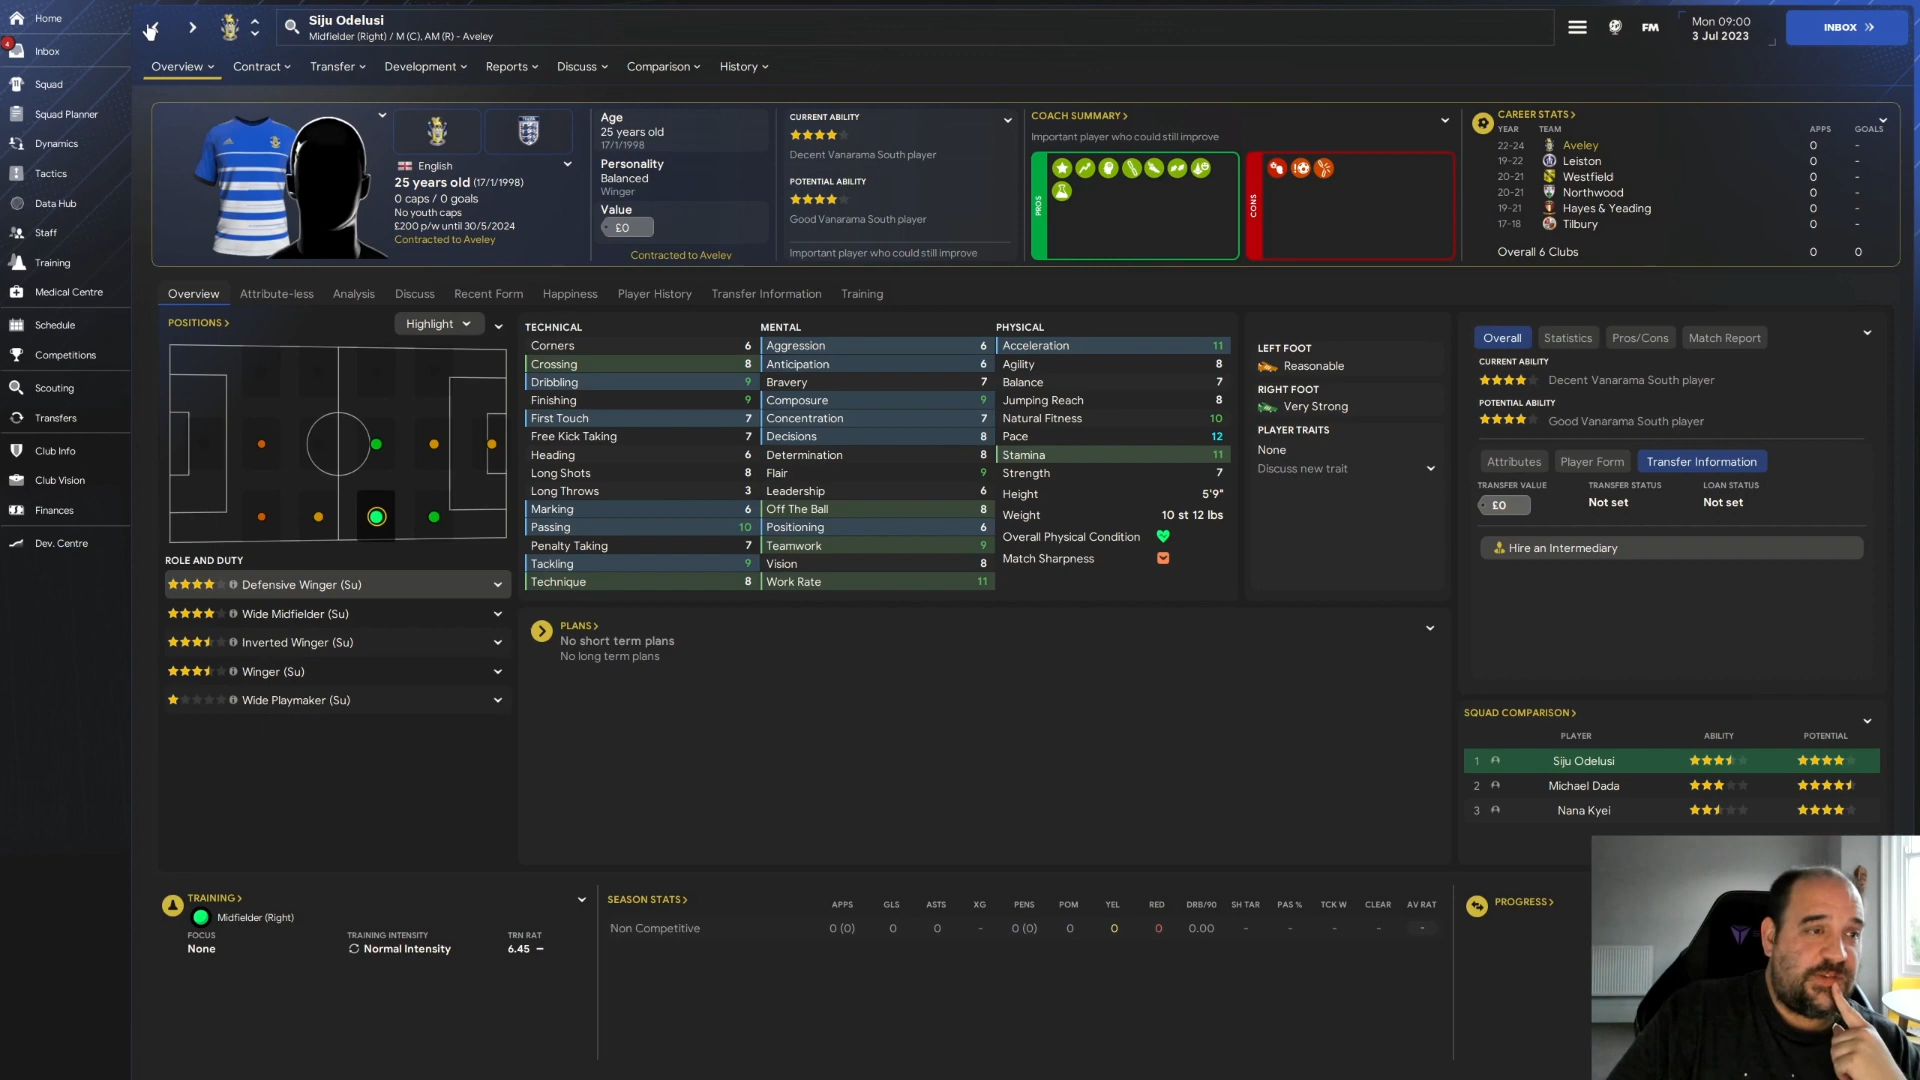 Home
4
Inbox
Squad
Squad Planner
Dynamics
Tactics
Data Hub
Staff
Training
Medical Centre
Schedule
Competitions
Scouting
Transfers
Club Info
Club Vision
Finances
Dev. Centre
Siju Odelusi
Midfielder (Right) / M (C), AM (R) - Aveley
FM
Mon 09:00
3 Jul 2023
INBOX
Overview Contract Transfer Development Reports Discuss Comparison History
English
25 years old (17/1/1998)
0 caps / 0 goals
No youth caps
£200 p/w until 30/5/2024
Contracted to Aveley
Age
25 years old
17/1/1998
Personality
Balanced
Winger
Value
£0
Contracted to Aveley
CURRENT ABILITY
Decent Vanarama South player
POTENTIAL ABILITY
Good Vanarama South player
Important player who could still improve
COACH SUMMARY >
Important player who could still improve
PROS
CONS
CAREER STATS >
YEAR TEAM APPS GOALS
22-24 Aveley 0 -
19-22 Leiston 0 -
20-21 Westfield 0 -
20-21 Northwood 0 -
19-21 Hayes & Yeading 0 -
17-18 Tilbury 0 -
Overall 6 Clubs 0 0
Overview Attribute-less Analysis Discuss Recent Form Happiness Player History Transfer Information Training
POSITIONS >
Highlight
ROLE AND DUTY
Defensive Winger (Su)
Wide Midfielder (Su)
Inverted Winger (Su)
Winger (Su)
Wide Playmaker (Su)
TECHNICAL
Corners 6
Crossing 8
Dribbling 9
Finishing 9
First Touch 7
Free Kick Taking 7
Heading 6
Long Shots 8
Long Throws 3
Marking 6
Passing 10
Penalty Taking 7
Tackling 9
Technique 8
MENTAL
Aggression 6
Anticipation 6
Bravery 7
Composure 9
Concentration 7
Decisions 8
Determination 8
Flair 9
Leadership 6
Off The Ball 8
Positioning 6
Teamwork 9
Vision 8
Work Rate 11
PHYSICAL
Acceleration 11
Agility 8
Balance 7
Jumping Reach 8
Natural Fitness 10
Pace 12
Stamina 11
Strength 7
Height 5'9"
Weight 10 st 12 lbs
Overall Physical Condition
Match Sharpness
LEFT FOOT
Reasonable
RIGHT FOOT
Very Strong
PLAYER TRAITS
None
Discuss new trait
PLANS >
No short term plans
No long term plans
Overall Statistics Pros/Cons Match Report
CURRENT ABILITY
Decent Vanarama South player
POTENTIAL ABILITY
Good Vanarama South player
Attributes Player Form Transfer Information
TRANSFER VALUE TRANSFER STATUS LOAN STATUS
£0 Not set Not set
Hire an Intermediary
SQUAD COMPARISON >
PLAYER ABILITY POTENTIAL
1 Siju Odelusi
2 Michael Dada
3 Nana Kyei
TRAINING >
Midfielder (Right)
FOCUS TRAINING INTENSITY TRN RAT
None Normal Intensity 6.45 –
SEASON STATS > APPS GLS ASTS XG PENS POM YEL RED DRB/90 SH TAR PAS % TCK W CLEAR AV RAT
Non Competitive 0 (0) 0 0 - 0 (0) 0 0 0 0.00 - - - - -
PROGRESS >